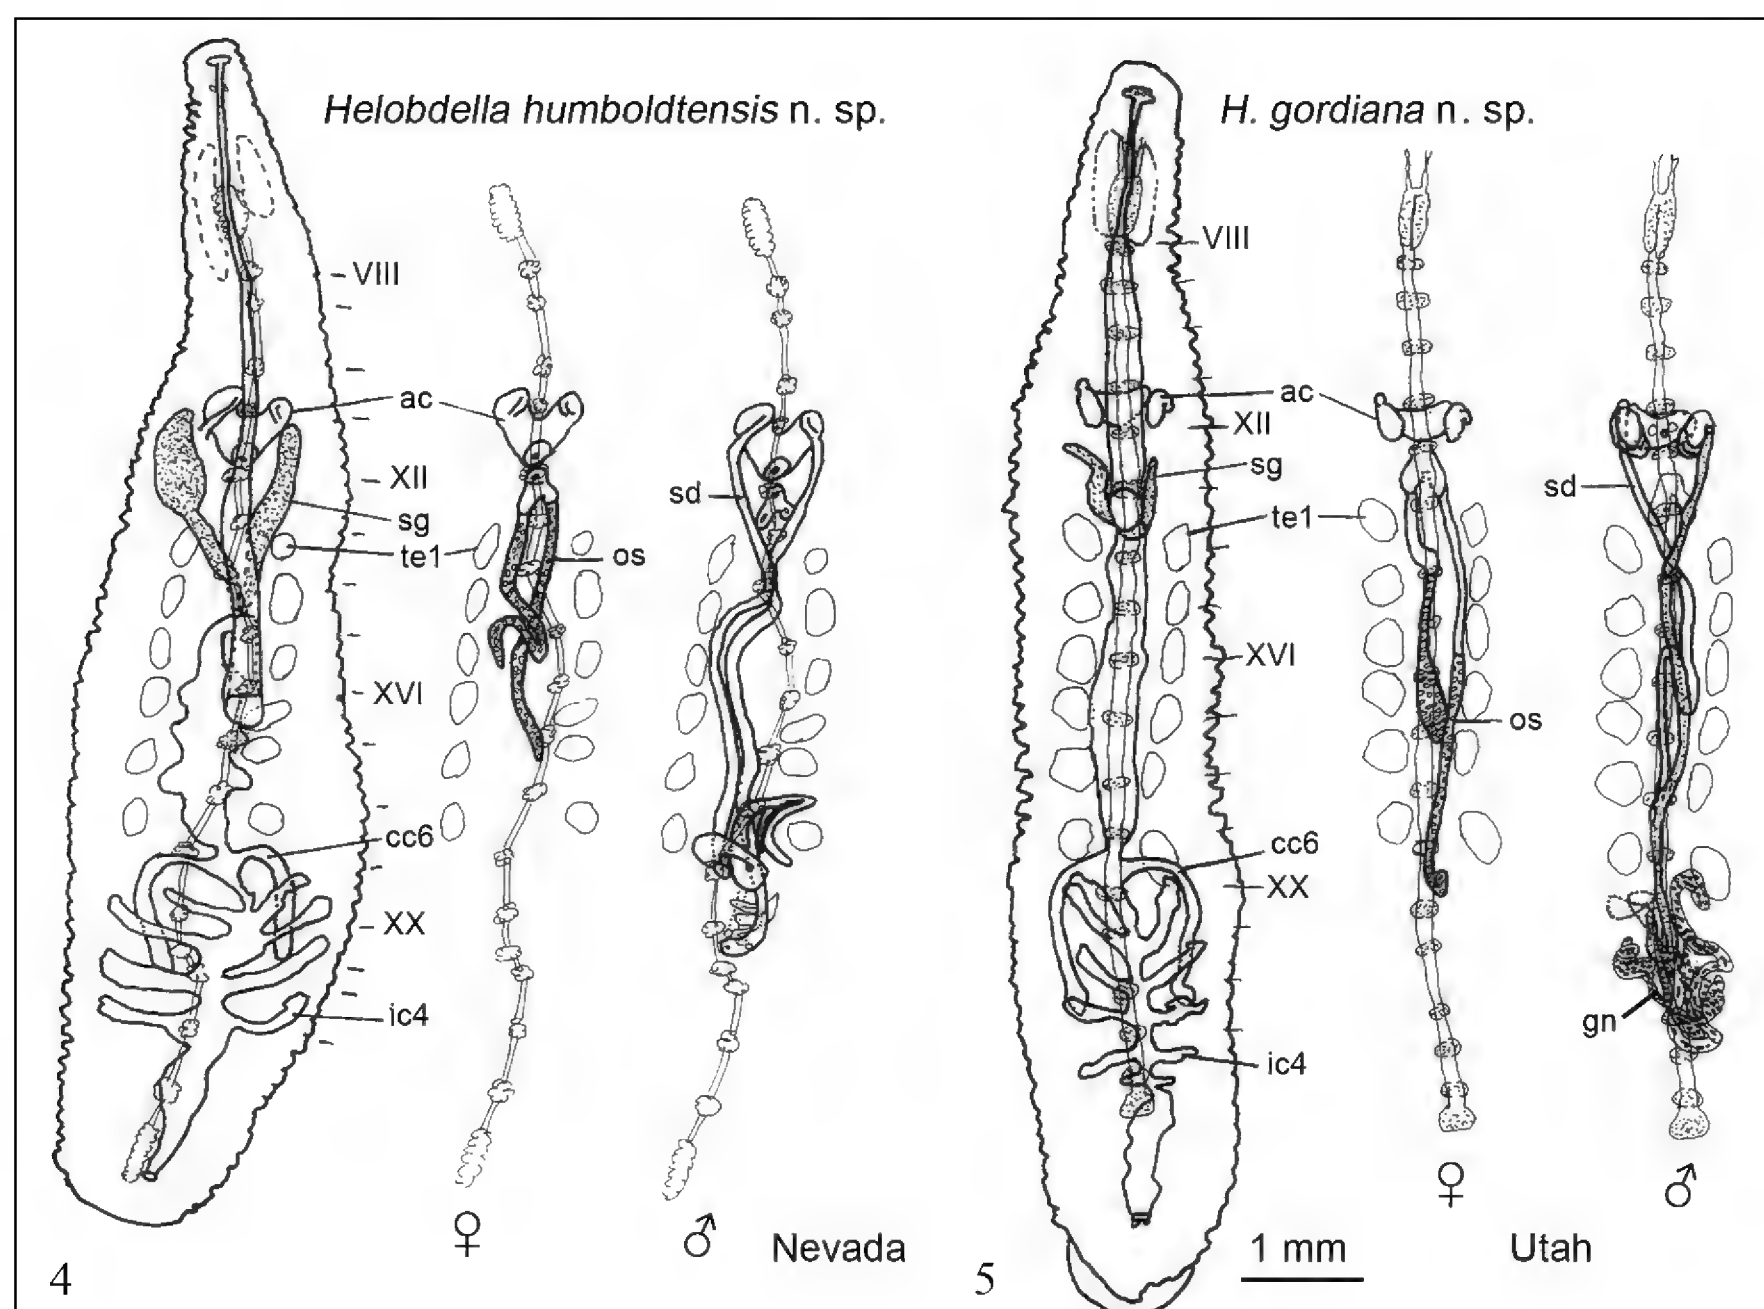 Helobdella humboldtensis n. sp.
VIII
ac
XII
sg
te1
os
sd
XVI
cc6
XX
ic4
♀
♂
Nevada
4
H. gordiana n. sp.
VIII
ac
XII
sg
sd
te1
XVI
os
cc6
XX
gn
ic4
♀
♂
1 mm
Utah
5